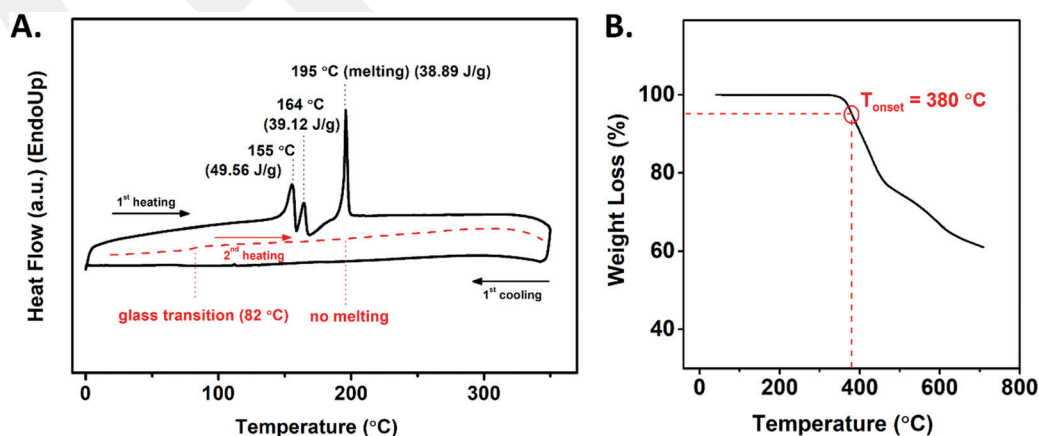 A.
195 °C (melting) (38.89 J/g)
164 °C
(39.12 J/g)
155 °C
(49.56 J/g)
1st heating
2nd heating
1st cooling
glass transition (82 °C)
no melting
Heat Flow (a.u.) (EndoUp)
0
100
200
300
Temperature (°C)
B.
Tonset = 380 °C
100
80
60
40
Weight Loss (%)
0
200
400
600
800
Temperature (°C)